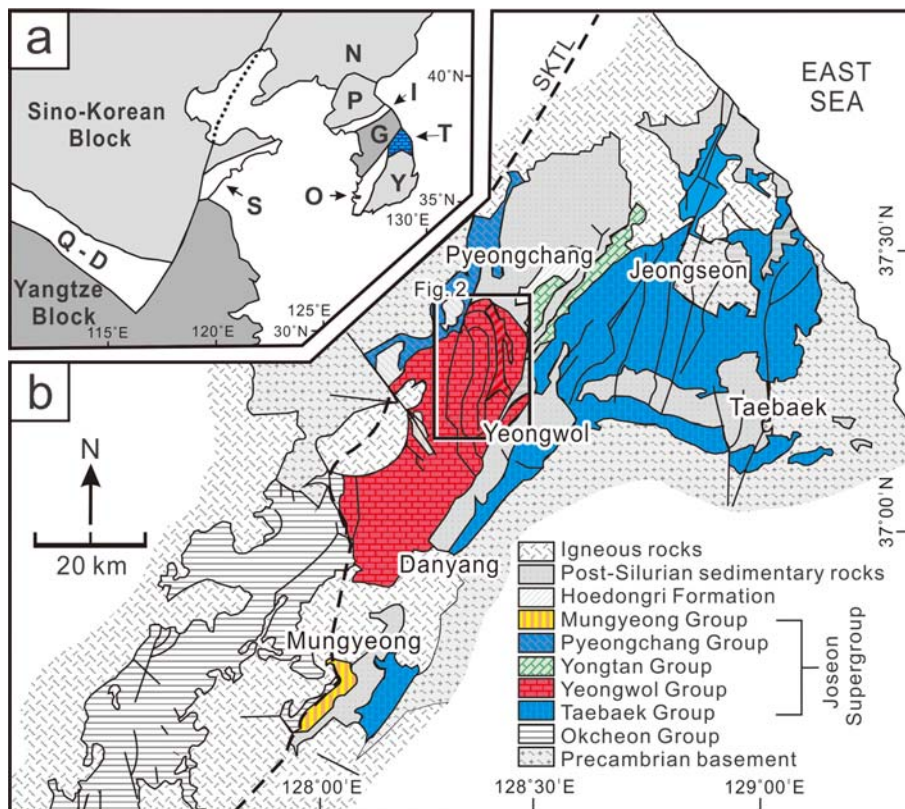 a
N
40˚N
P
I
Sino-Korean
Block
G
T
S
O
Y
35˚N
130˚E
Q - D
Yangtze
Block
125˚E
115˚E
120˚E
30˚N
SKTL
EAST
SEA
37˚30'N
Pyeongchang
Jeongseon
Fig. 2
b
Taebaek
N
Yeongwol
37˚00'N
20 km
Danyang
Mungyeong
Igneous rocks
Post-Silurian sedimentary rocks
Hoedongri Formation
Mungyeong Group
Pyeongchang Group
Yongtan Group
Yeongwol Group
Taebaek Group
Okcheon Group
Precambrian basement
Joseon
Supergroup
128˚00'E
128˚30'E
129˚00'E